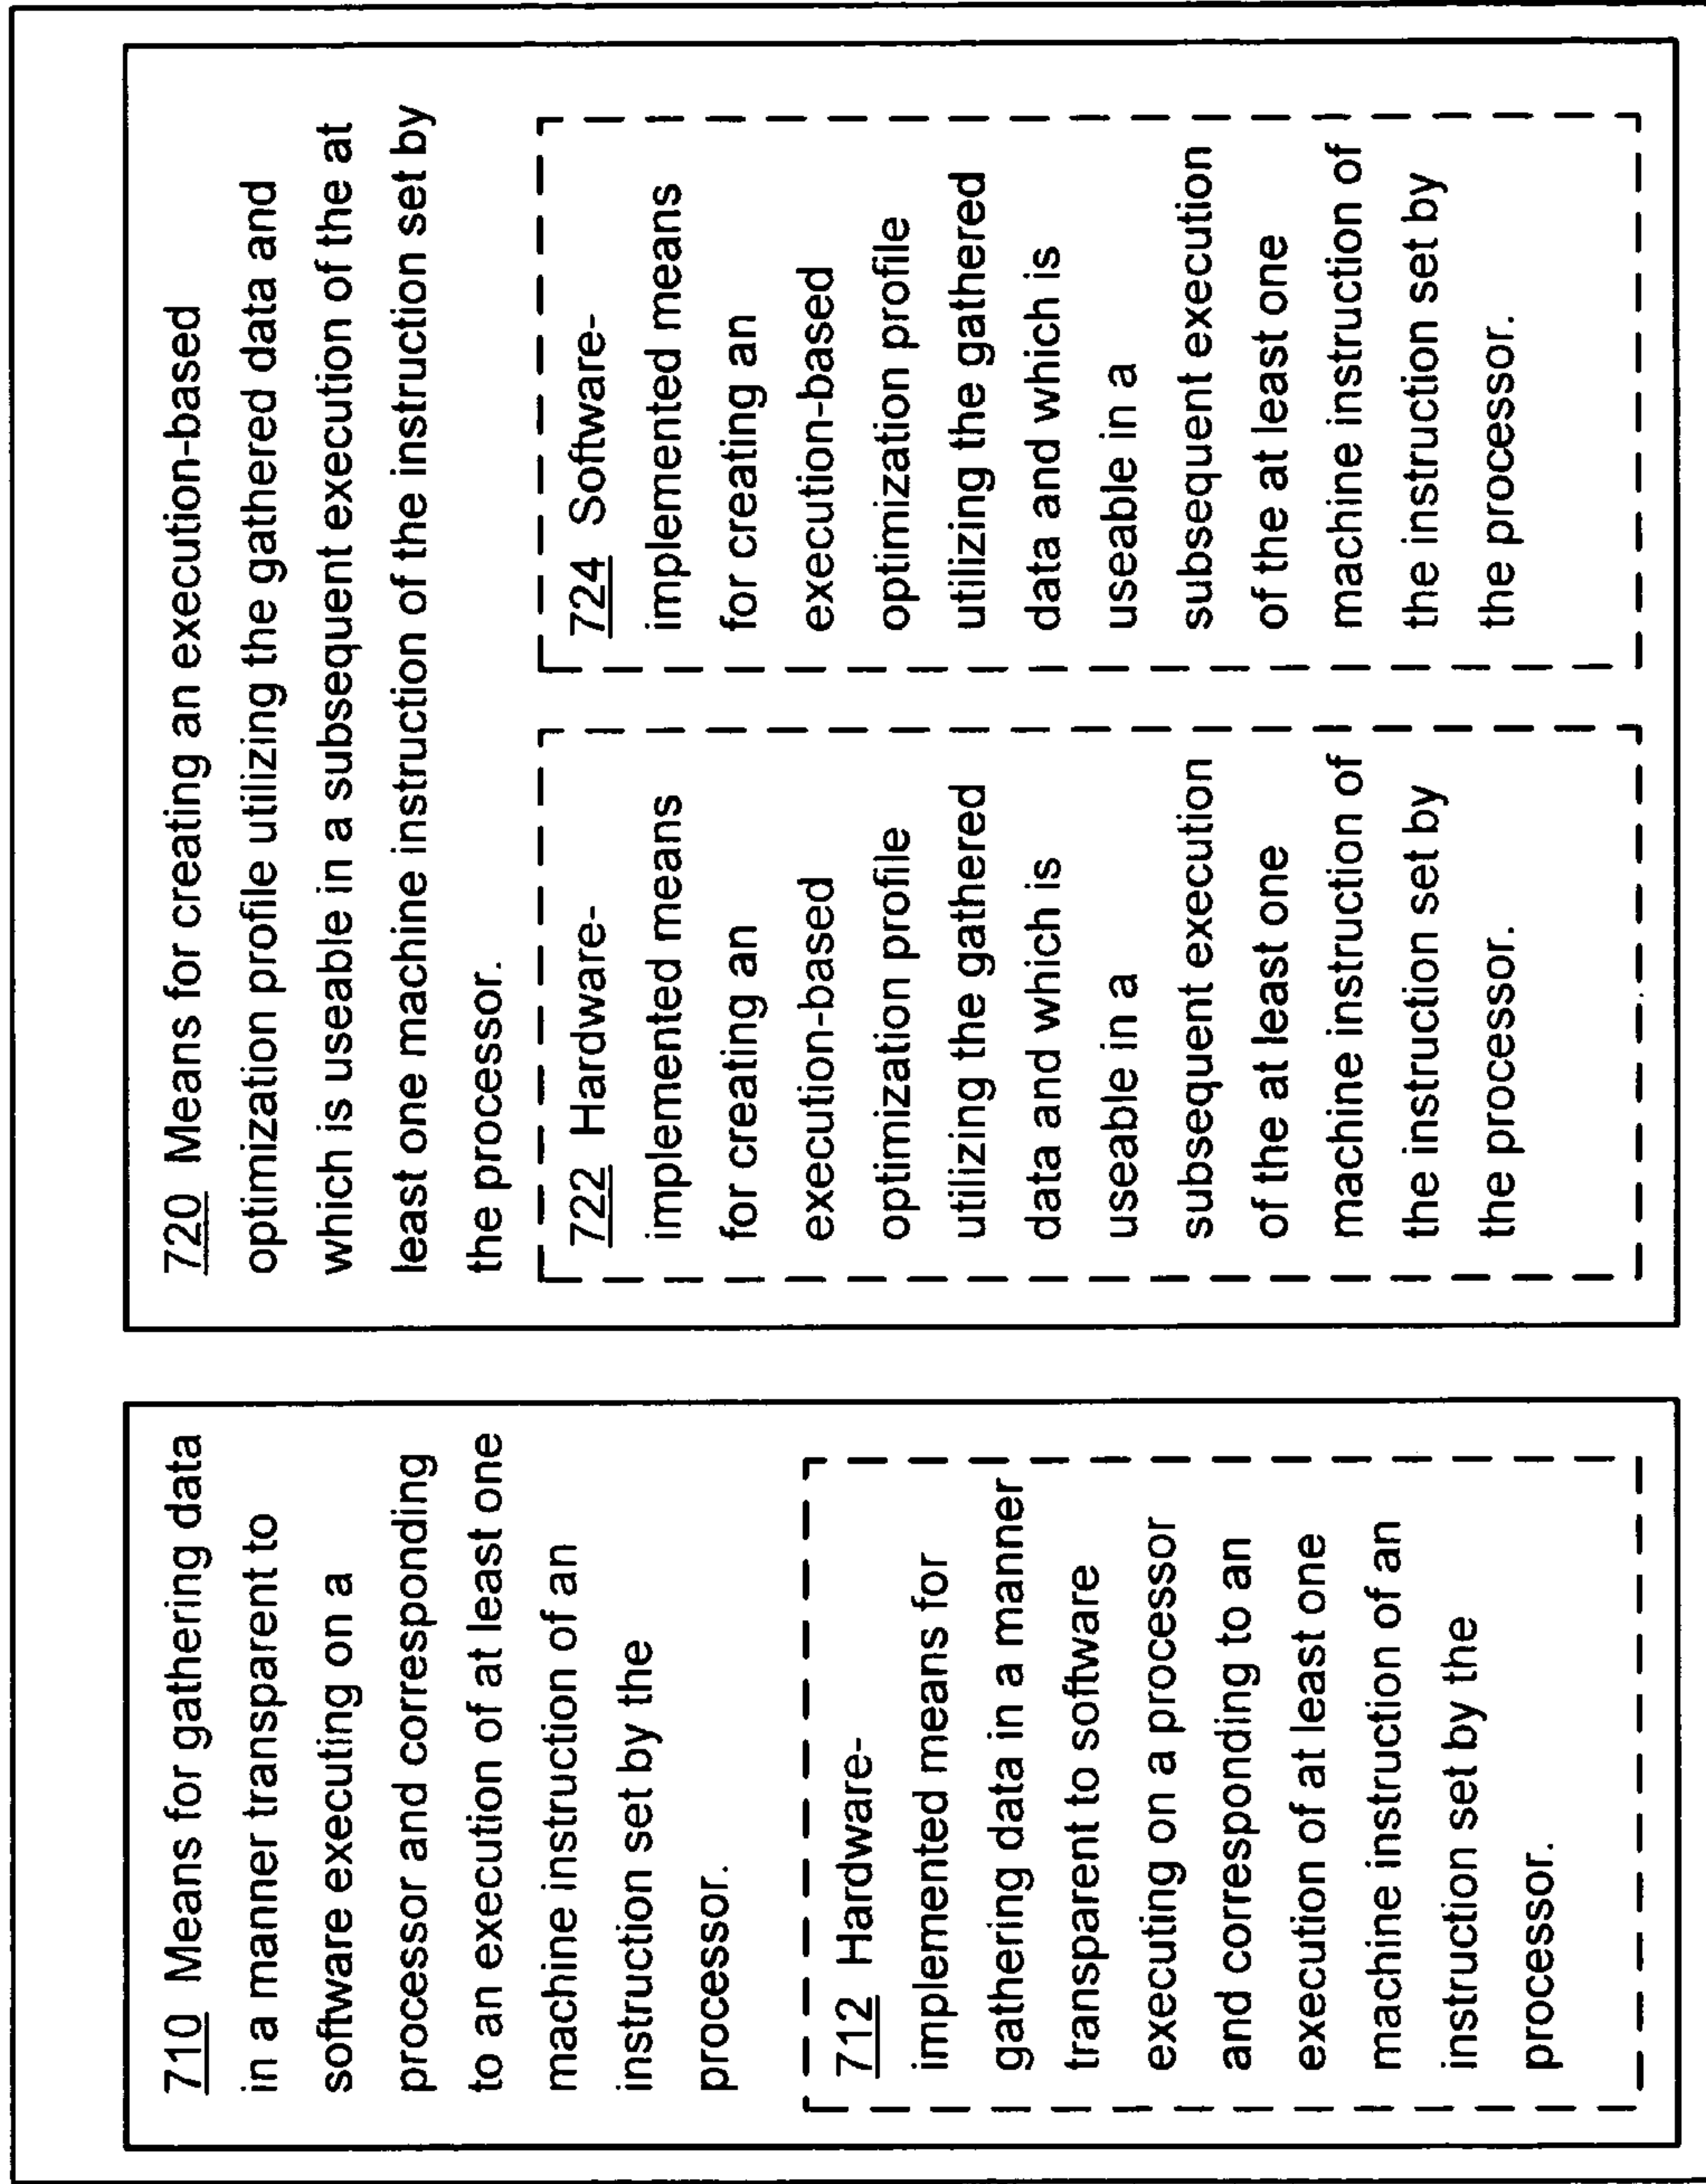 710 Means for gathering data
in a manner transparent to
software executing on a
processor and corresponding
to an execution of at least one
machine instruction of an
instruction set by the
processor.
712 Hardware-
implemented means for
gathering data in a manner
transparent to software
executing on a processor
and corresponding to an
execution of at least one
machine instruction of an
instruction set by the
processor.
720 Means for creating an execution-based
optimization profile utilizing the gathered data and
which is useable in a subsequent execution of the at
least one machine instruction of the instruction set by
the processor.
722 Hardware-
implemented means
for creating an
execution-based
optimization profile
utilizing the gathered
data and which is
useable in a
subsequent execution
of the at least one
machine instruction of
the instruction set by
the processor.
724 Software-
implemented means
for creating an
execution-based
optimization profile
utilizing the gathered
data and which is
useable in a
subsequent execution
of the at least one
machine instruction of
the instruction set by
the processor.